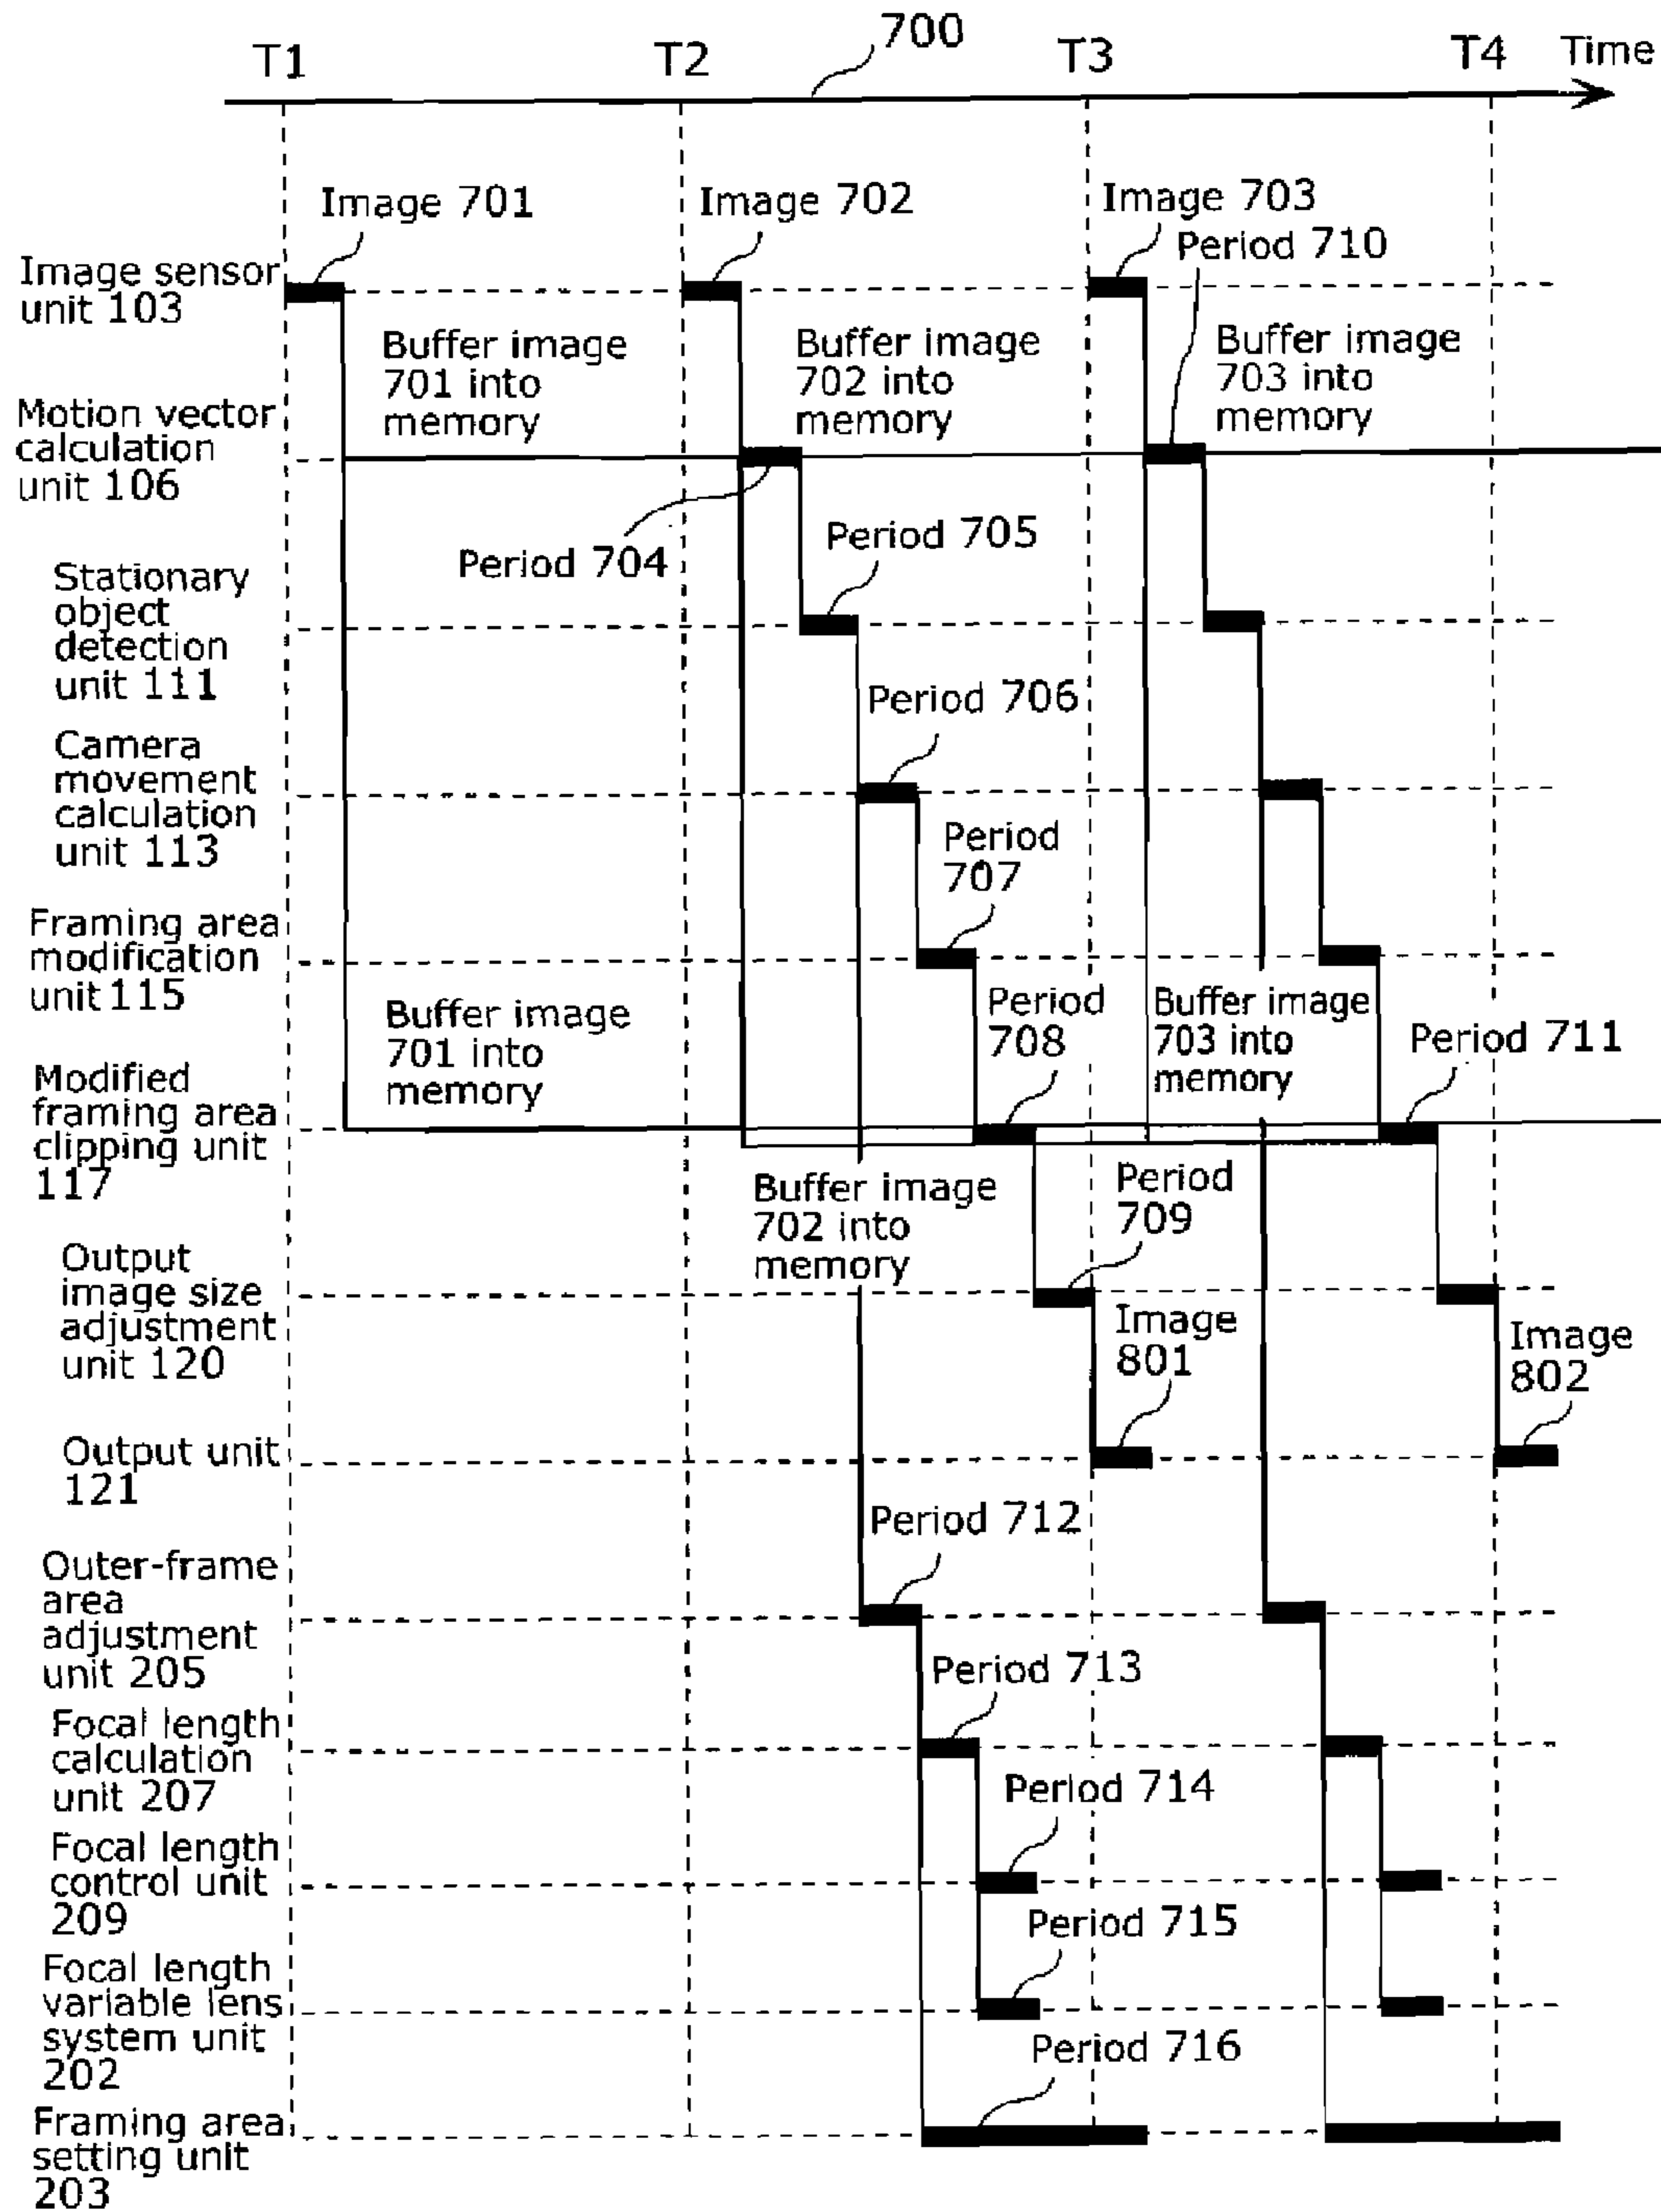 700
T1
T2
T3
T4
Time
Image 701
Image 702
Image 703
Period 710
Image sensor
unit 103
Buffer image
701 into
memory
Buffer image
702 into
memory
Buffer image
703 into
memory
Motion vector
calculation
unit 106
Period 704
Period 705
Stationary
object
detection
unit 111
Period 706
Camera
movement
calculation
unit 113
Period
707
Framing area
modification
unit 115
Buffer image
701 into
memory
Period
708
Buffer image
703 into
memory
Period 711
Modified
framing area
clipping unit
117
Buffer image
702 into
memory
Period
709
Output
image size
adjustment
unit 120
Image
801
Image
802
Output unit
121
Period 712
Outer-frame
area
adjustment
unit 205
Period 713
Focal length
calculation
unit 207
Period 714
Focal length
control unit
209
Period 715
Focal length
variable lens
system unit
202
Period 716
Framing area
setting unit
203